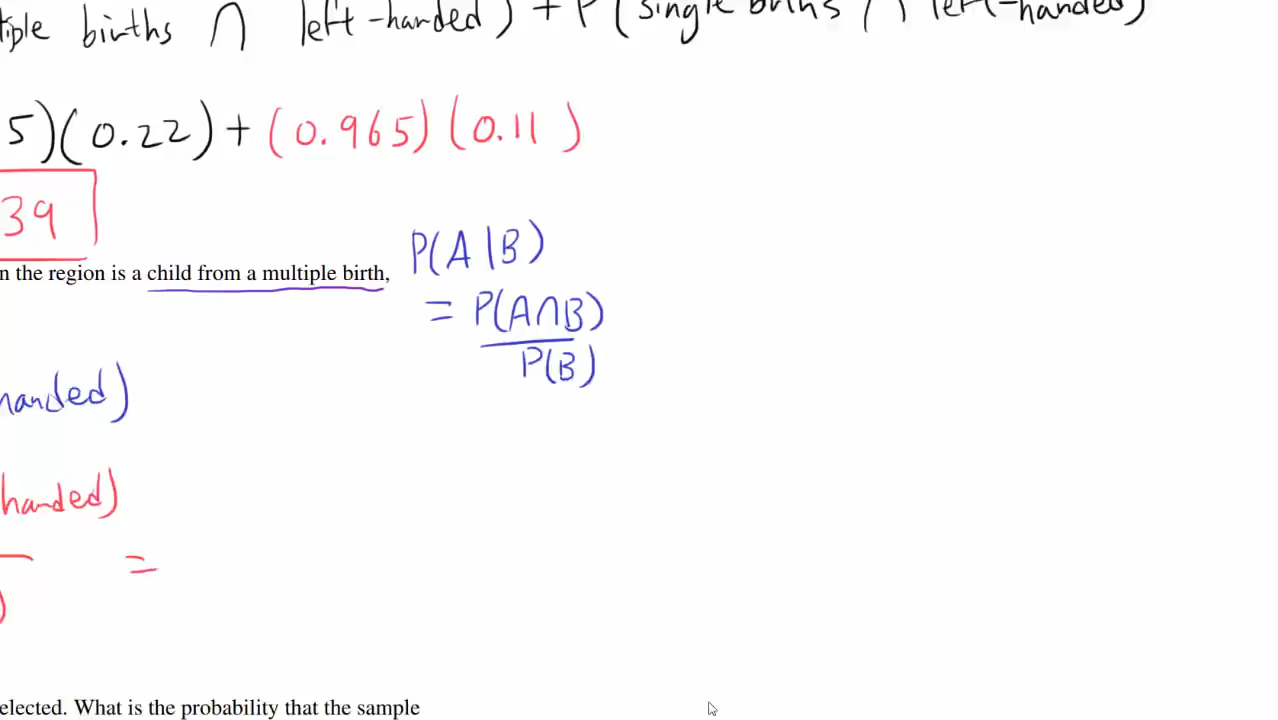 tiple births ∩ left-handed) + P(single births ∩ left-handed)
5)(0.22) + (0.965)(0.11)
39
n the region is a child from a multiple birth,
P(A|B)
= P(A∩B)
P(B)
handed)
handed)
=
)
elected. What is the probability that the sample